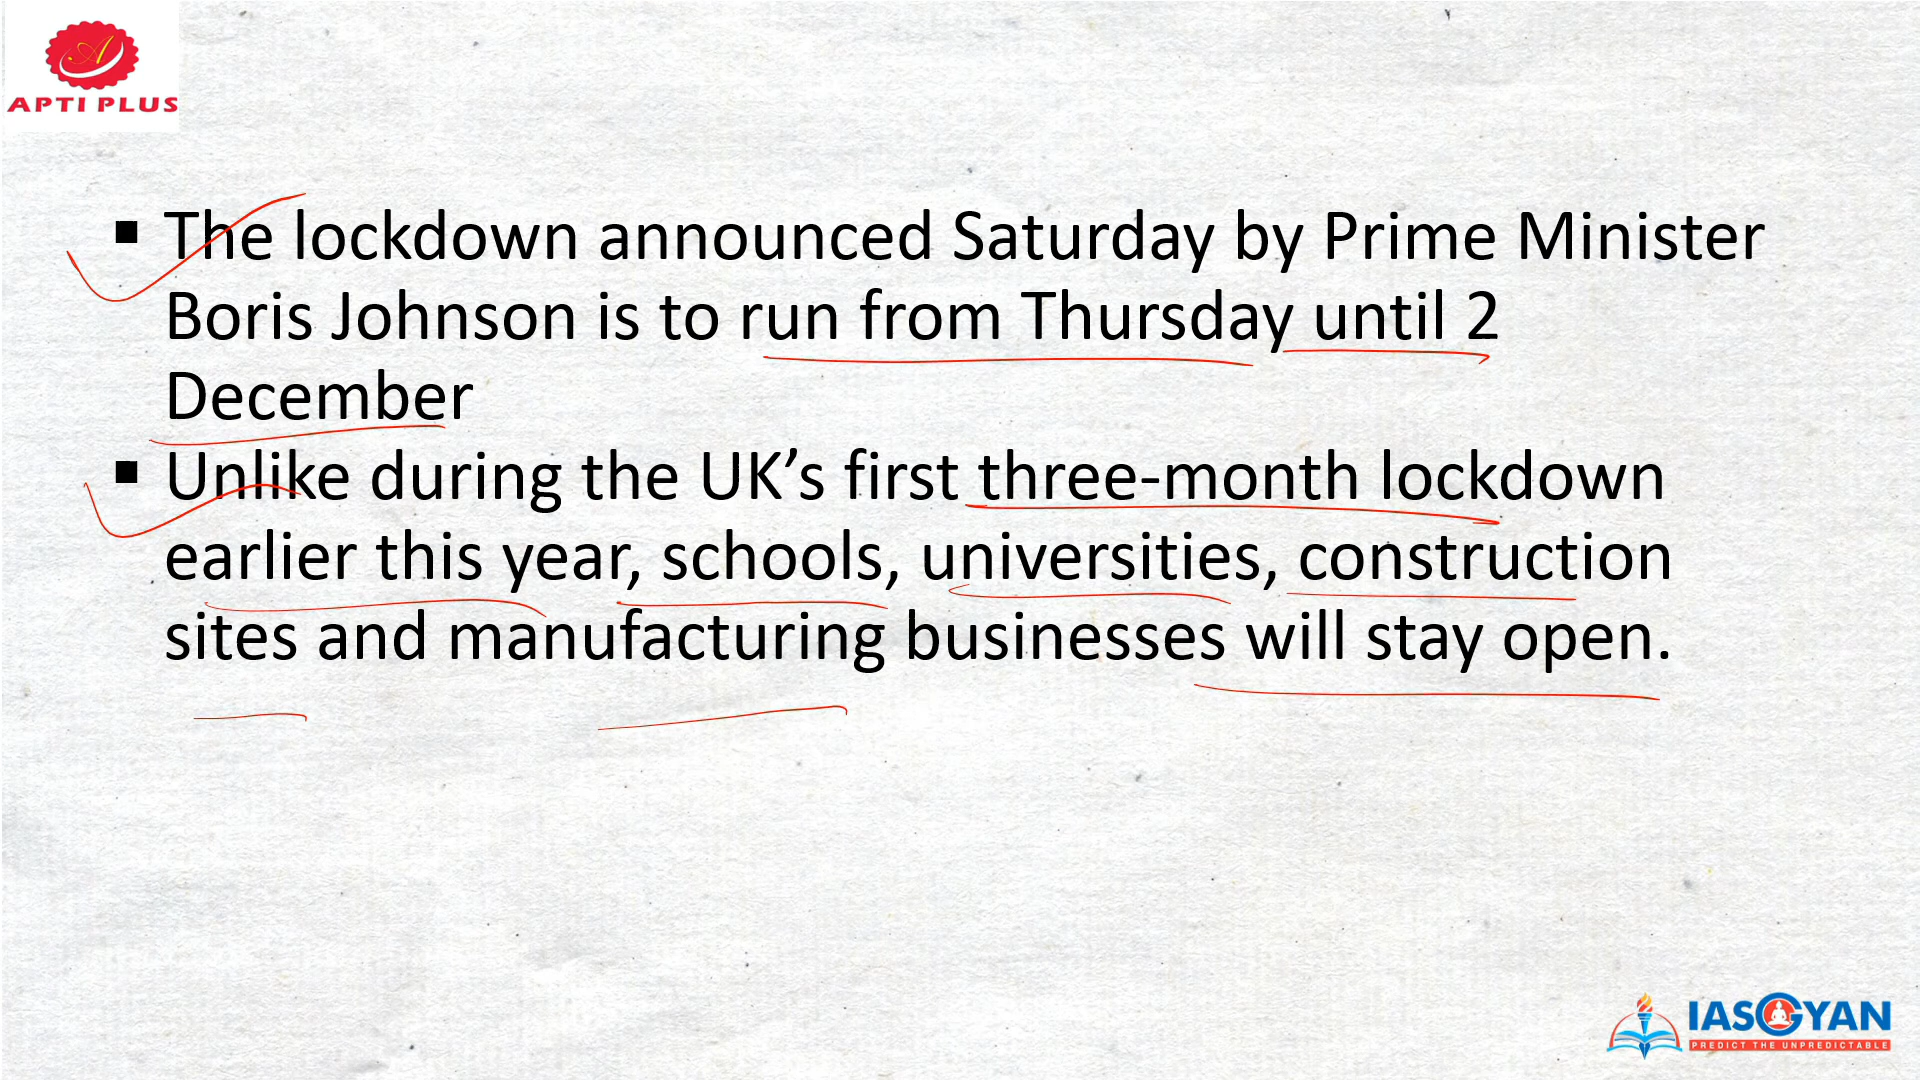 APTI PLUS
▪ The lockdown announced Saturday by Prime Minister
Boris Johnson is to run from Thursday until 2
December
▪ Unlike during the UK’s first three-month lockdown
earlier this year, schools, universities, construction
sites and manufacturing businesses will stay open.
IASGYAN
PREDICT THE UNPREDICTABLE